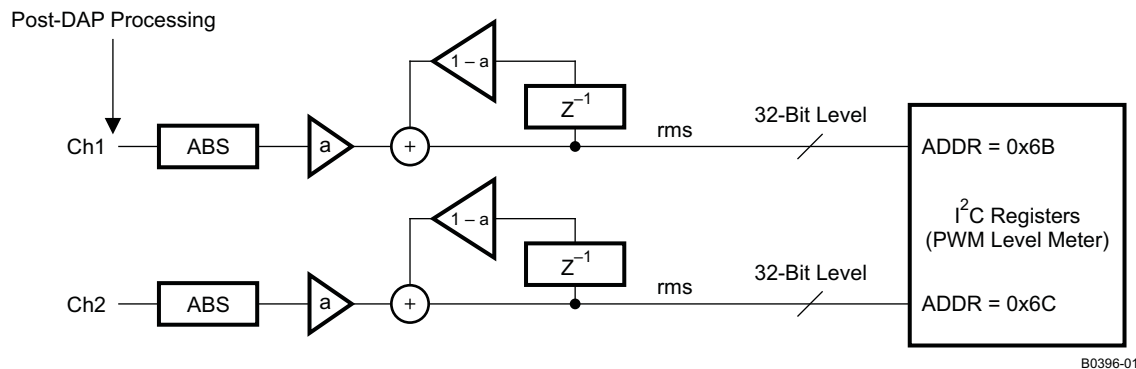 Post-DAP Processing
1 – a
Z⁻¹
Ch1
ABS
a
+
rms
32-Bit Level
ADDR = 0x6B
I²C Registers
(PWM Level Meter)
1 – a
Z⁻¹
Ch2
ABS
a
+
rms
32-Bit Level
ADDR = 0x6C
B0396-01